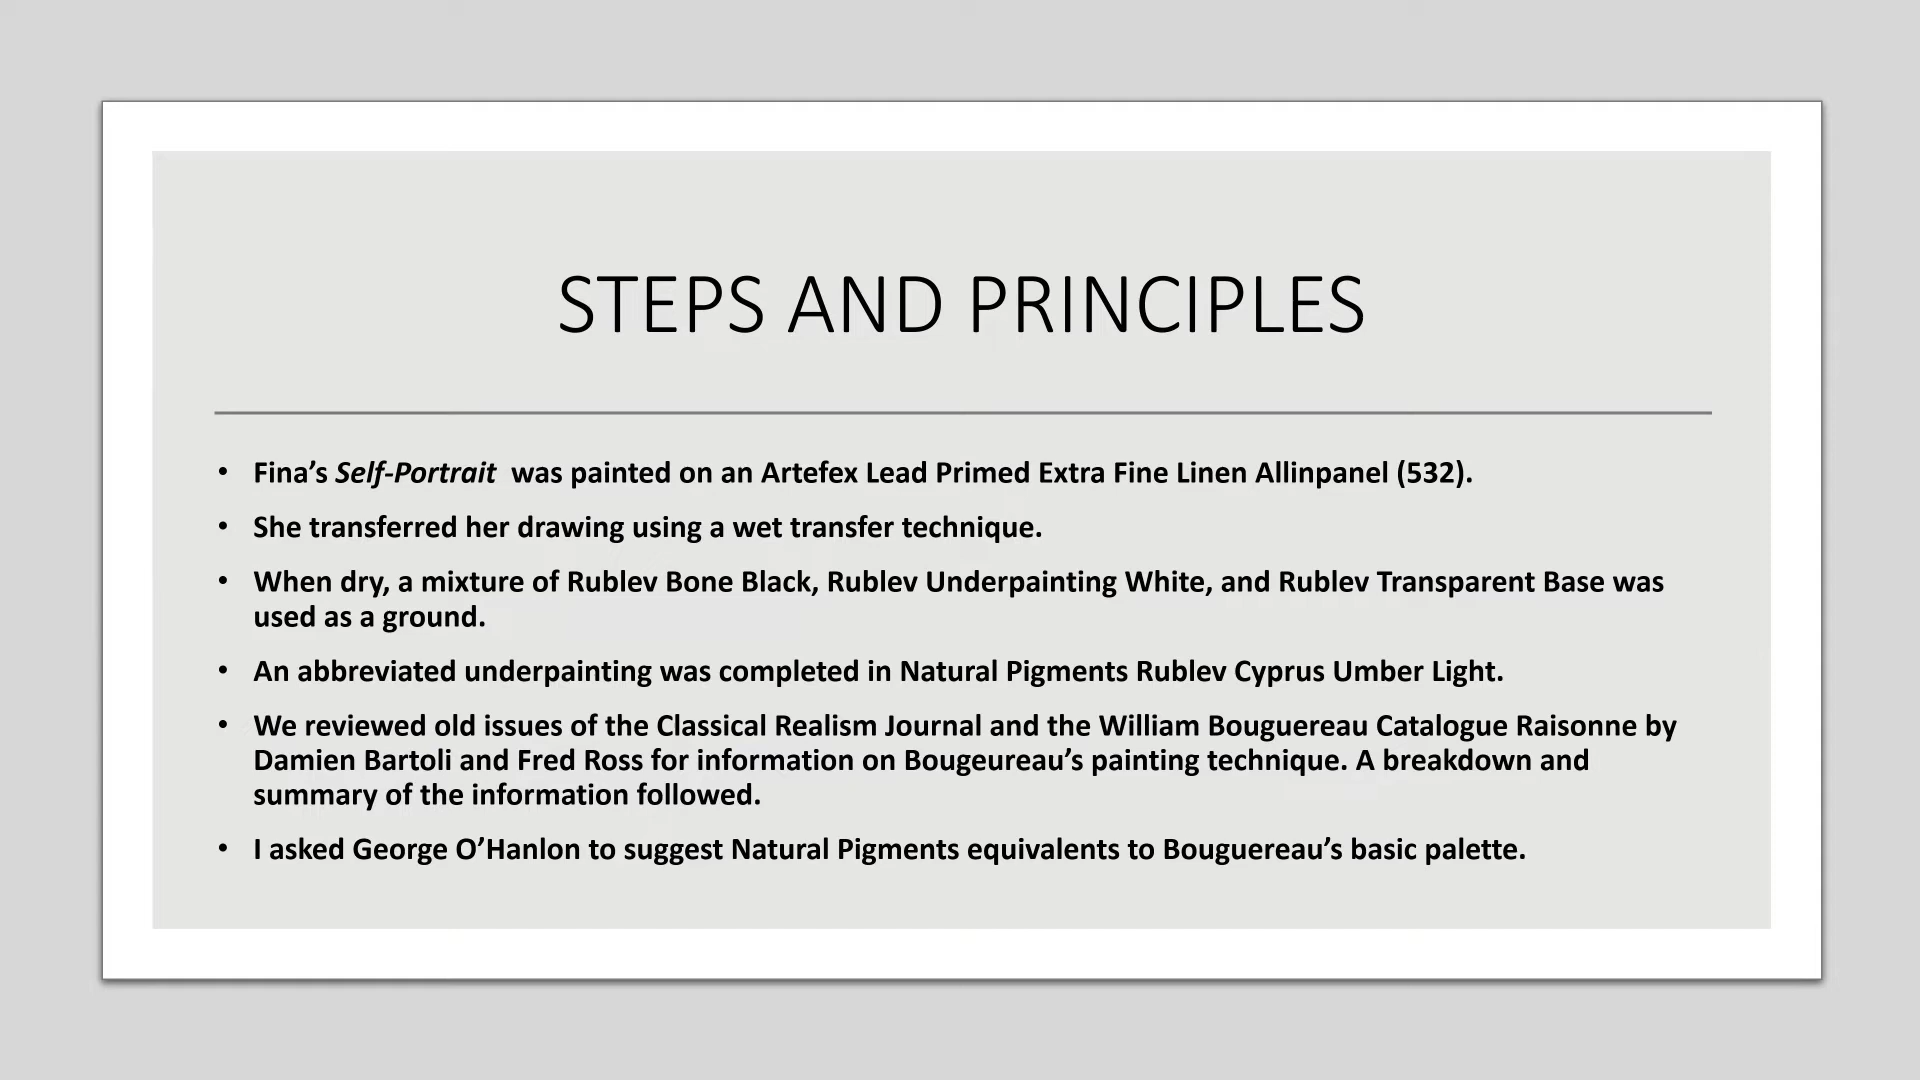 STEPS AND PRINCIPLES
• Fina’s Self-Portrait was painted on an Artefex Lead Primed Extra Fine Linen Allinpanel (532).
• She transferred her drawing using a wet transfer technique.
• When dry, a mixture of Rublev Bone Black, Rublev Underpainting White, and Rublev Transparent Base was
used as a ground.
• An abbreviated underpainting was completed in Natural Pigments Rublev Cyprus Umber Light.
• We reviewed old issues of the Classical Realism Journal and the William Bouguereau Catalogue Raisonne by
Damien Bartoli and Fred Ross for information on Bougeureau’s painting technique. A breakdown and
summary of the information followed.
• I asked George O’Hanlon to suggest Natural Pigments equivalents to Bouguereau’s basic palette.